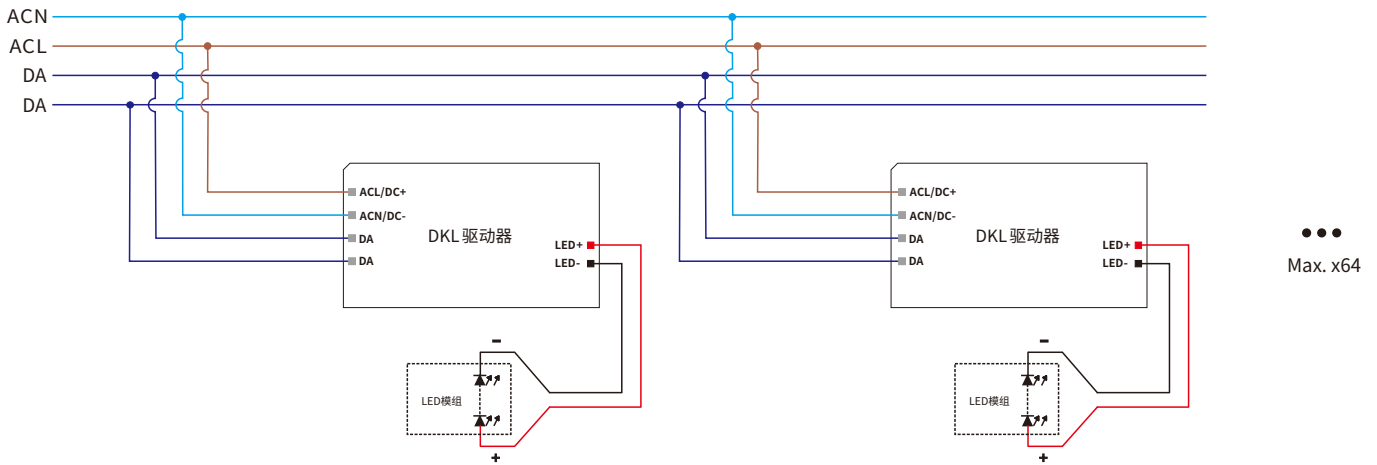 ACN
ACL
DA
DA
ACL/DC+
ACN/DC-
DA
DA
DKL 驱动器
LED+
LED-
ACL/DC+
ACN/DC-
DA
DA
DKL 驱动器
LED+
LED-
•••
Max. x64
-
LED模组
+
-
LED模组
+